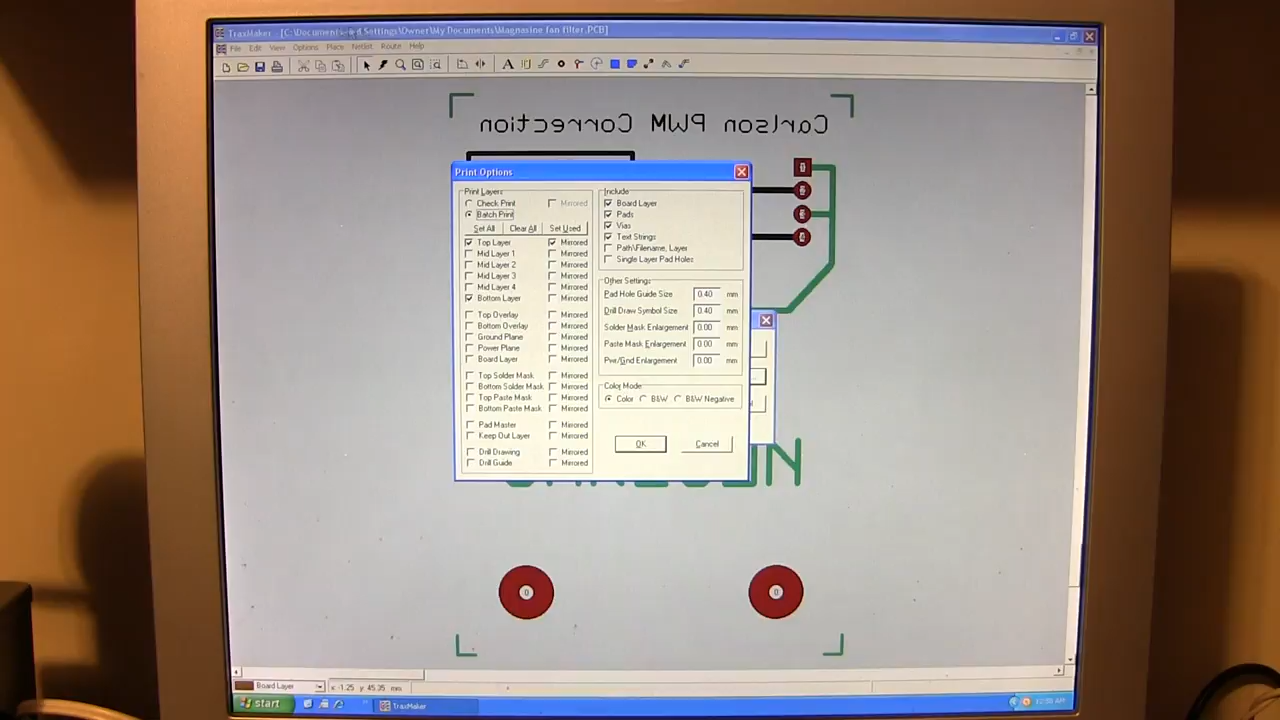 TraxMaker - [C:\Documents and Settings\Owner\My Documents\Magnasine fan filter.PCB]
File Edit View Options Place Netlist Route Help
Carlson PWM Correction
Print Options
Print Layers
Check Print Mirrored
Batch Print
Set All Clear All Set Used
Top Layer Mirrored
Mid Layer 1 Mirrored
Mid Layer 2 Mirrored
Mid Layer 3 Mirrored
Mid Layer 4 Mirrored
Bottom Layer Mirrored
Top Overlay Mirrored
Bottom Overlay Mirrored
Ground Plane Mirrored
Power Plane Mirrored
Board Layer Mirrored
Top Solder Mask Mirrored
Bottom Solder Mask Mirrored
Top Paste Mask Mirrored
Bottom Paste Mask Mirrored
Pad Master Mirrored
Keep Out Layer Mirrored
Drill Drawing Mirrored
Drill Guide Mirrored
Include
Board Layer
Pads
Vias
Text Strings
Path\Filename, Layer
Single Layer Pad Holes
Other Settings
Pad Hole Guide Size 0.40 mm
Drill Draw Symbol Size 0.40 mm
Solder Mask Enlargement 0.00 mm
Paste Mask Enlargement 0.00 mm
Pwr/Gnd Enlargement 0.00 mm
Color Mode
Color B&W B&W Negative
OK Cancel
0 0
Board Layer x: -1.25 y: 45.35 mm
start TraxMaker